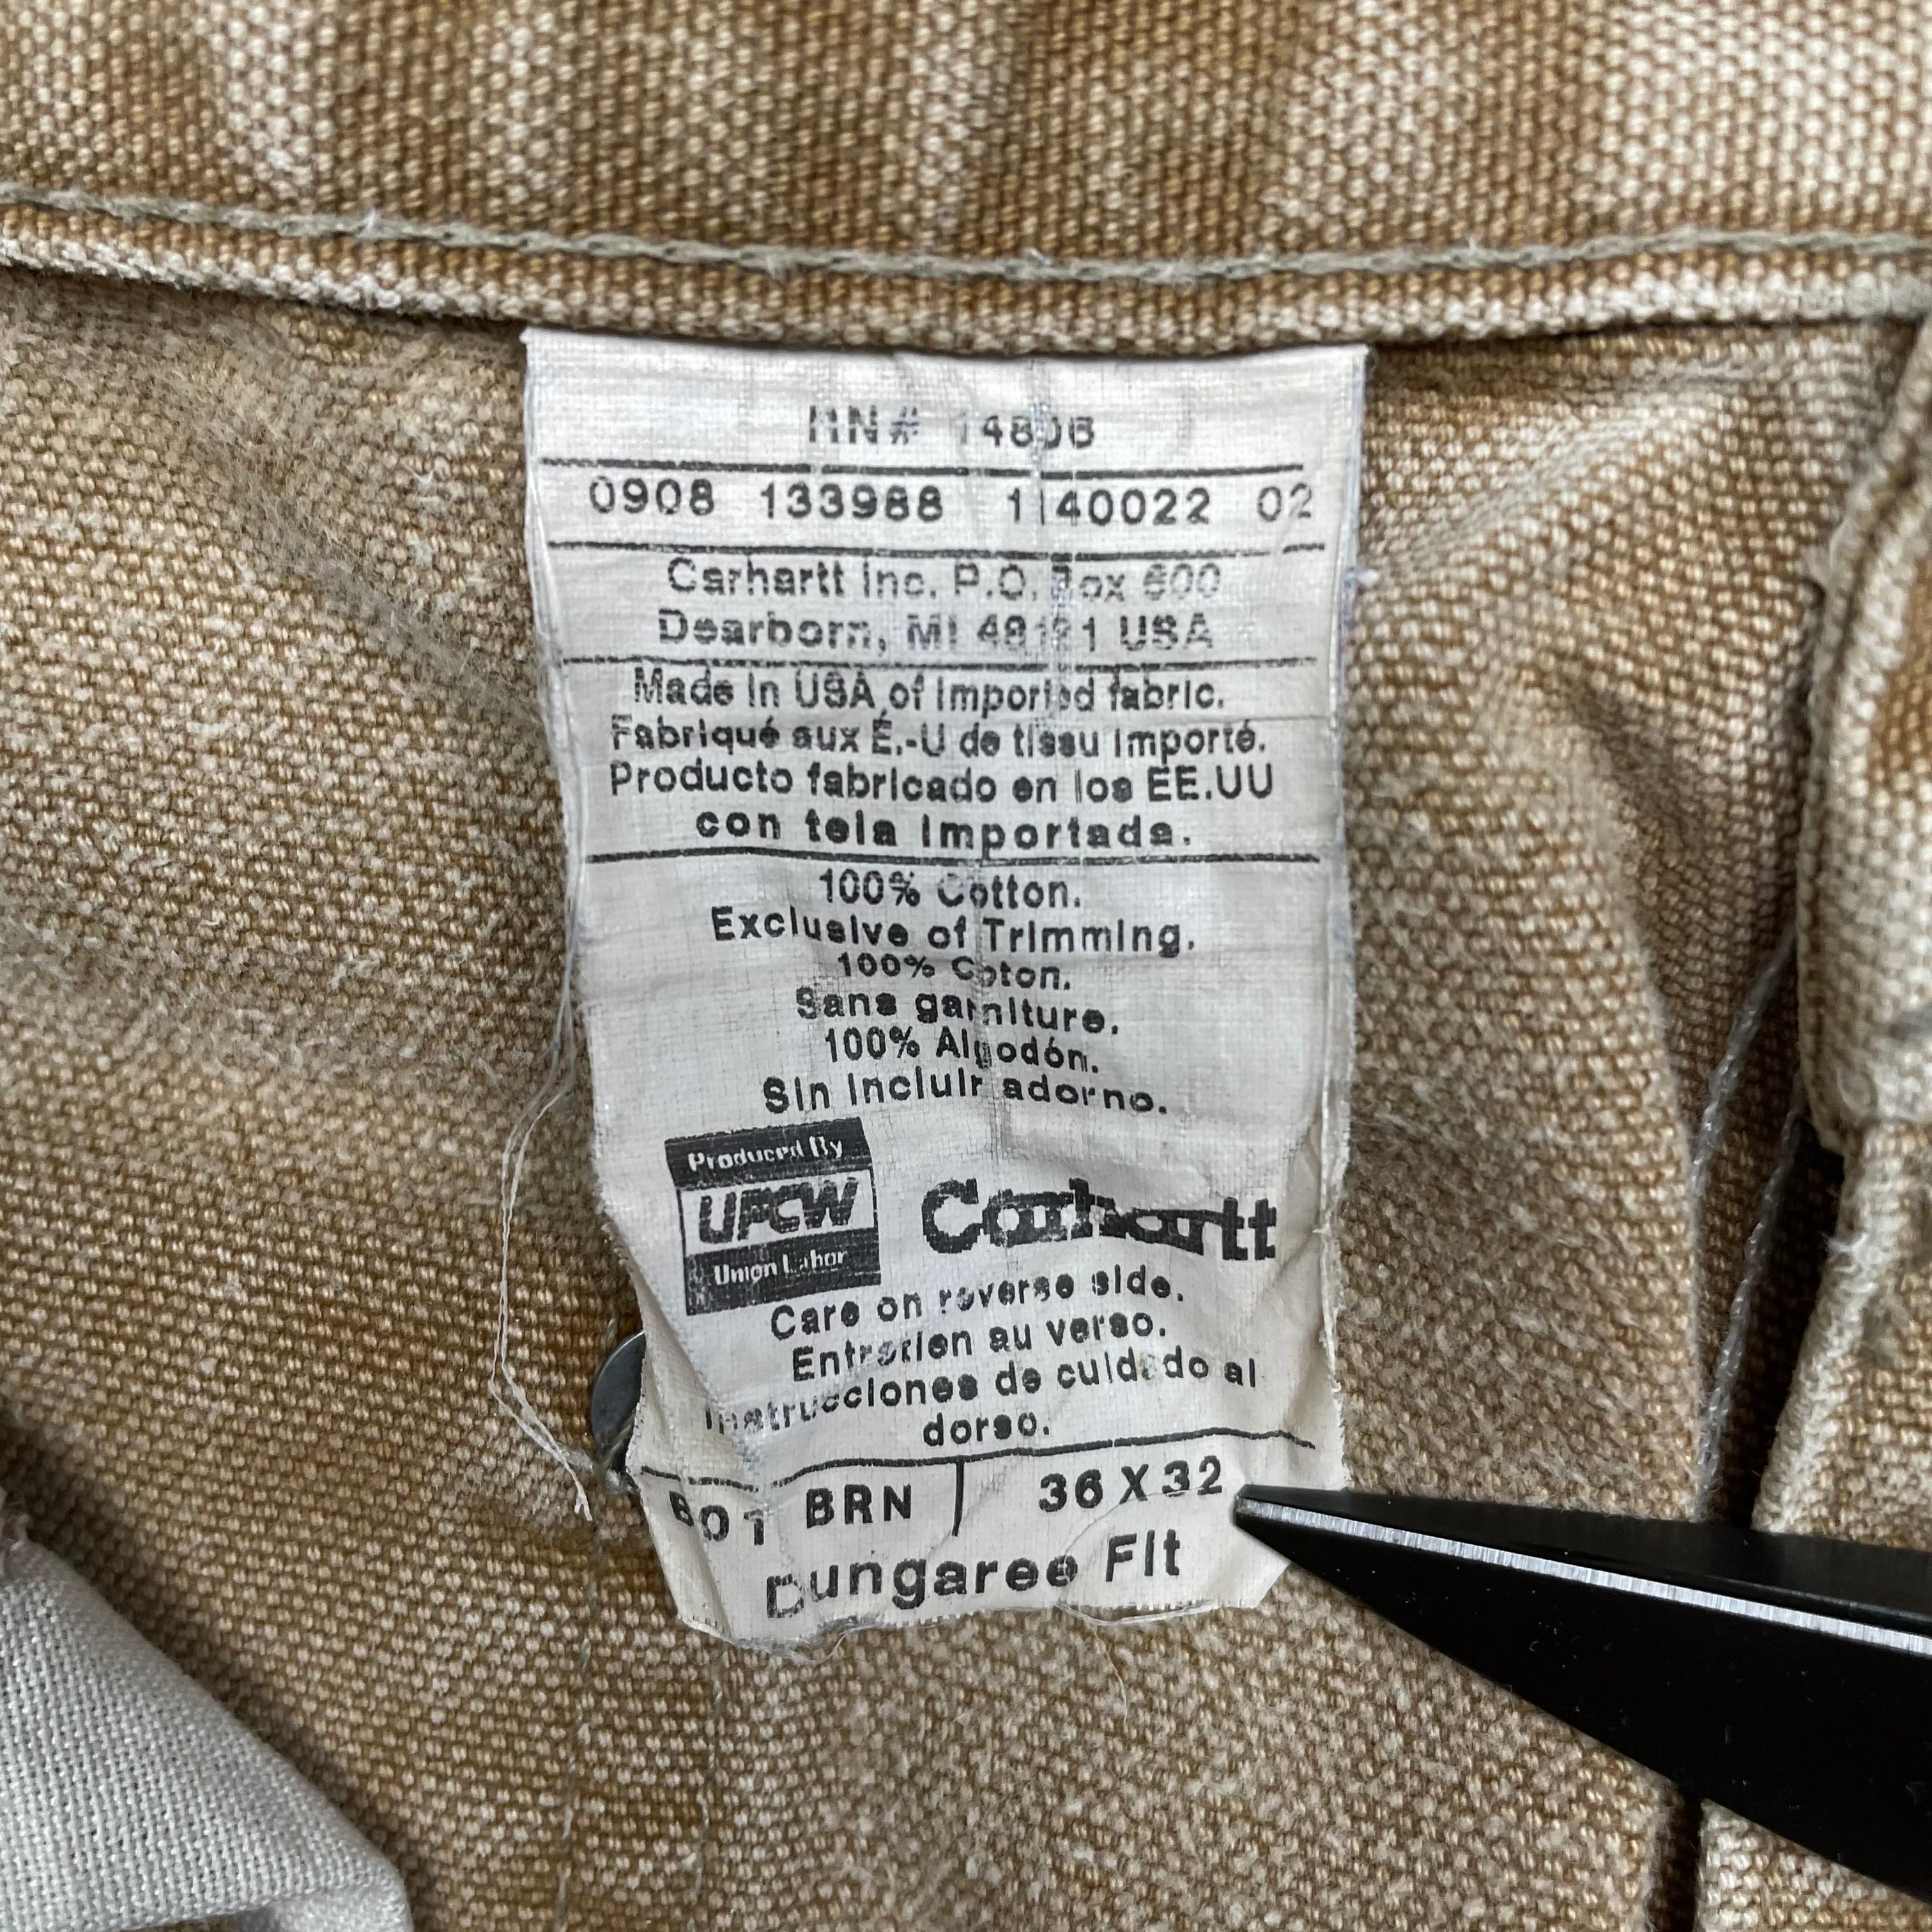 RN# 14806
0908 133988 1140022 02
Carhartt Inc. P.O. Box 600
Dearborn, MI 48121 USA
Made in USA of imported fabric.
Fabriqué aux É.-U de tissu importé.
Producto fabricado en los EE.UU
con tela importada.
100% Cotton.
Exclusive of Trimming.
100% Coton.
Sans garniture.
100% Algodón.
Sin incluir adorno.
Produced By
UFCW
Union Labor
Carhartt
Care on reverse side.
Entretien au verso.
Instrucciones de cuidado al
dorso.
B01 BRN 36 X 32
Dungaree Fit